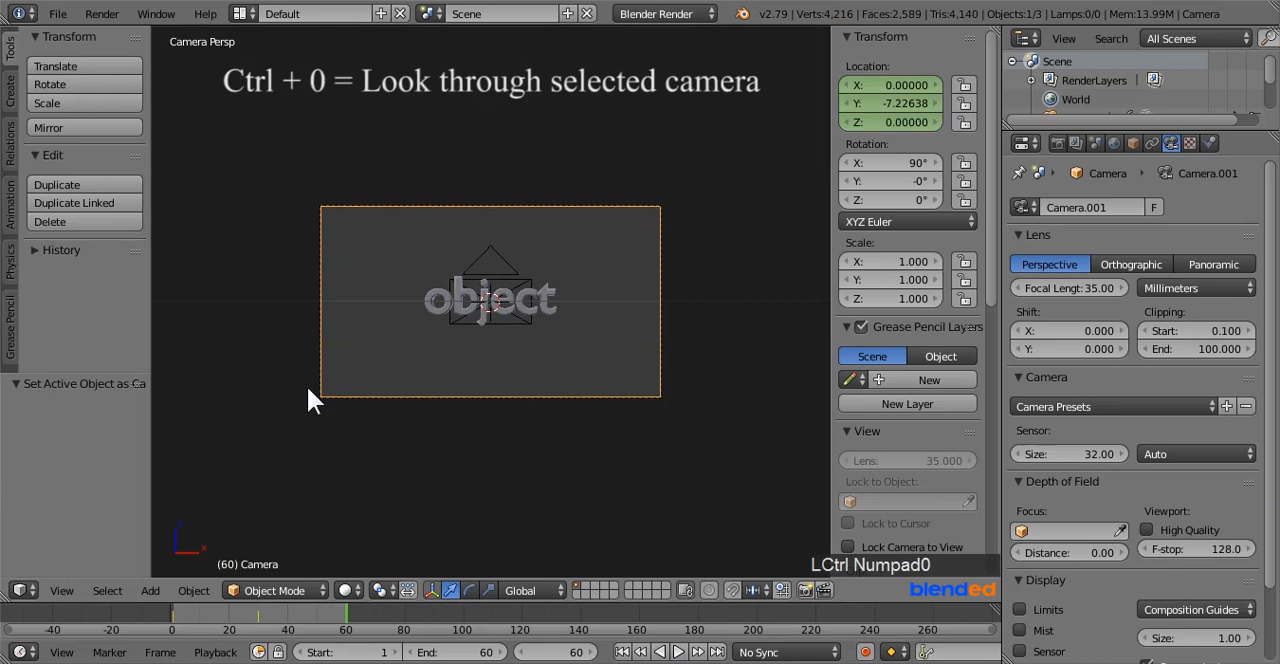 File
Render
Window
Help
Default
Scene
Blender Render
v2.79 | Verts:4,216 | Faces:2,589 | Tris:4,140 | Objects:1/3 | Lamps:0/0 | Mem:13.99M | Camera
Tools
Create
Relations
Animation
Physics
Grease Pencil
Transform
Translate
Rotate
Scale
Mirror
Edit
Duplicate
Duplicate Linked
Delete
History
Set Active Object as Ca
Camera Persp
Ctrl + 0 = Look through selected camera
object
x
(60) Camera
LCtrl Numpad0
blended
Transform
Location:
X: 0.00000
Y: -7.22638
Z: 0.00000
Rotation:
X: 90°
Y: -0°
Z: 0°
XYZ Euler
Scale:
X: 1.000
Y: 1.000
Z: 1.000
Grease Pencil Layers
Scene
Object
New
New Layer
View
Lens: 35.000
Lock to Object:
Lock to Cursor
Lock Camera to View
View
Search
All Scenes
Scene
RenderLayers
World
Camera
Camera.001
Camera.001
F
Lens
Perspective
Orthographic
Panoramic
Focal Lengt: 35.00
Millimeters
Shift:
Clipping:
X: 0.000
Start: 0.100
Y: 0.000
End: 100.000
Camera
Camera Presets
Sensor:
Size: 32.00
Auto
Depth of Field
Focus:
Viewport:
High Quality
Distance: 0.00
F-stop: 128.0
Display
Limits
Composition Guides
Mist
Size: 1.00
Sensor
View
Select
Add
Object
Object Mode
Global
-40 -20 0 20 40 60 80 100 120 140 160 180 200 220 240 260
View
Marker
Frame
Playback
Start: 1
End: 60
60
No Sync